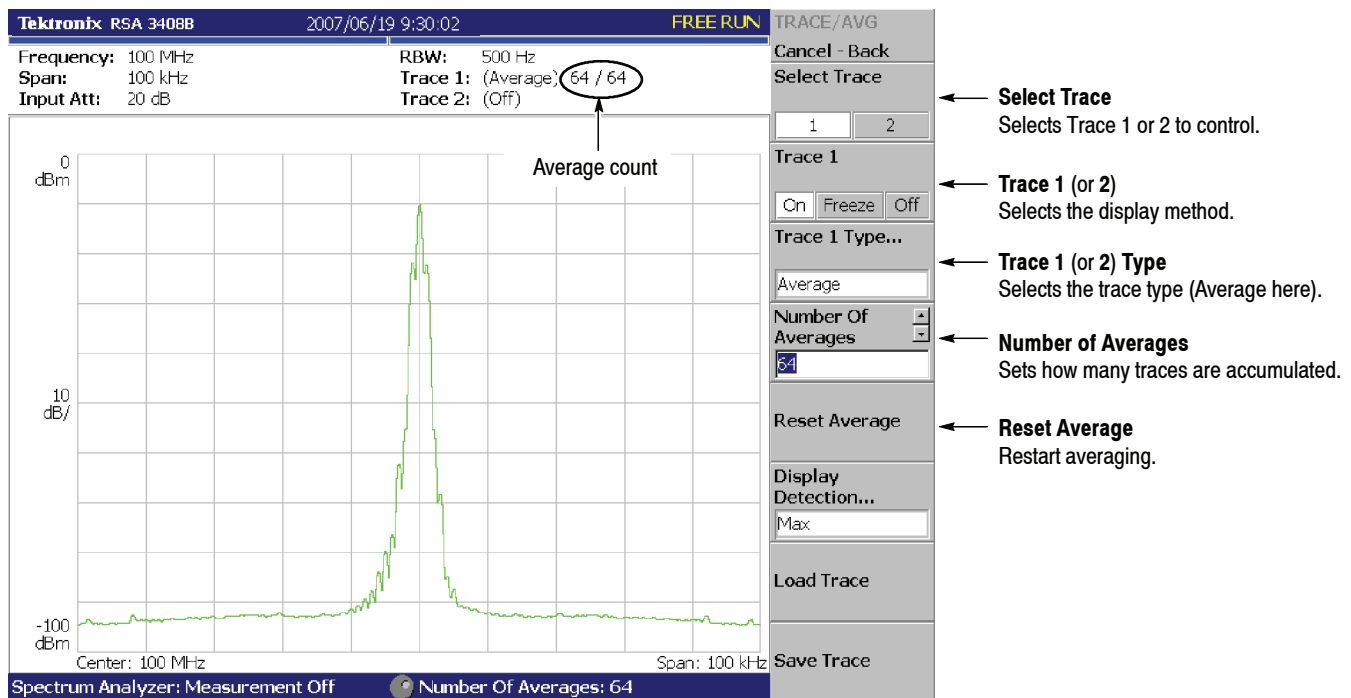 Tektronix RSA 3408B 2007/06/19 9:30:02 FREE RUN
Frequency: 100 MHz RBW: 500 Hz
Span: 100 kHz Trace 1: (Average) 64 / 64
Input Att: 20 dB Trace 2: (Off)
Average count
0
dBm
10
dB/
-100
dBm
Center: 100 MHz Span: 100 kHz
Spectrum Analyzer: Measurement Off Number Of Averages: 64
TRACE/AVG
Cancel - Back
Select Trace
1 2
Trace 1
On Freeze Off
Trace 1 Type...
Average
Number Of
Averages
64
Reset Average
Display
Detection...
Max
Load Trace
Save Trace
Select Trace
Selects Trace 1 or 2 to control.
Trace 1 (or 2)
Selects the display method.
Trace 1 (or 2) Type
Selects the trace type (Average here).
Number of Averages
Sets how many traces are accumulated.
Reset Average
Restart averaging.